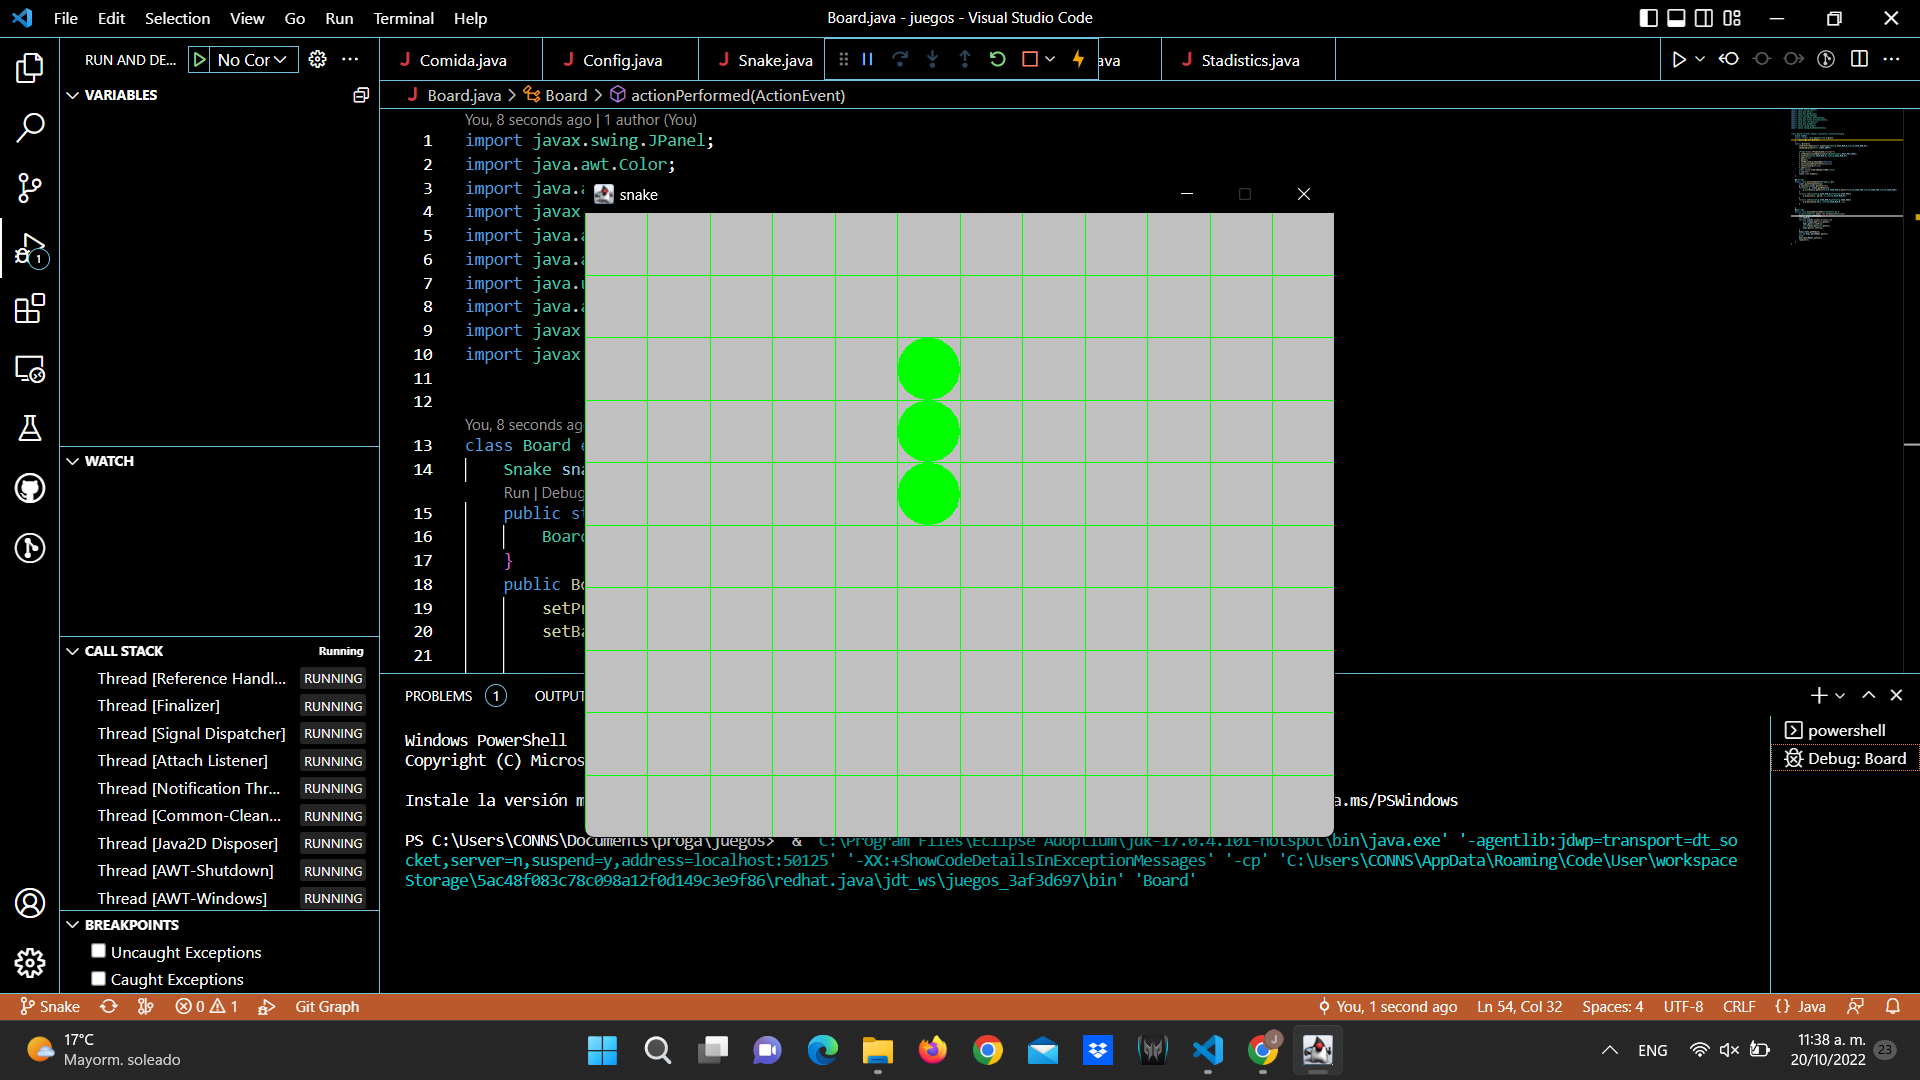 File Edit Selection View Go Run Terminal Help
Board.java - juegos - Visual Studio Code
RUN AND DE... No Cor
Comida.java Config.java Snake.java ava Stadistics.java
Board.java > Board > actionPerformed(ActionEvent)
VARIABLES
You, 8 seconds ago | 1 author (You)
1 import javax.swing.JPanel;
2 import java.awt.Color;
3 import java.a
snake
4 import javax
5 import java.a
6 import java.a
7 import java.u
8 import java.a
9 import javax
10 import javax
11
12
You, 8 seconds ago
13 class Board e
14 Snake sna
Run | Debug
15 public st
16 Board
17 }
18 public Bo
19 setPr
20 setBa
21
WATCH
CALL STACK Running
Thread [Reference Handl... RUNNING
Thread [Finalizer] RUNNING
Thread [Signal Dispatcher] RUNNING
Thread [Attach Listener] RUNNING
Thread [Notification Thr... RUNNING
Thread [Common-Clean... RUNNING
Thread [Java2D Disposer] RUNNING
Thread [AWT-Shutdown] RUNNING
Thread [AWT-Windows] RUNNING
BREAKPOINTS
Uncaught Exceptions
Caught Exceptions
PROBLEMS 1 OUTPUT
powershell
Debug: Board
Windows PowerShell
Copyright (C) Micros
Instale la versión m a.ms/PSWindows
PS C:\Users\CONNS\Documents\proga\juegos> & 'C:\Program Files\Eclipse Adoptium\jdk-17.0.4.101-hotspot\bin\java.exe' '-agentlib:jdwp=transport=dt_so
cket,server=n,suspend=y,address=localhost:50125' '-XX:+ShowCodeDetailsInExceptionMessages' '-cp' 'C:\Users\CONNS\AppData\Roaming\Code\User\workspace
Storage\5ac48f083c78c098a12f0d149c3e9f86\redhat.java\jdt_ws\juegos_3af3d697\bin' 'Board'
Snake 0 1 Git Graph
You, 1 second ago Ln 54, Col 32 Spaces: 4 UTF-8 CRLF {} Java
17°C
Mayorm. soleado
ENG
11:38 a. m.
20/10/2022
23